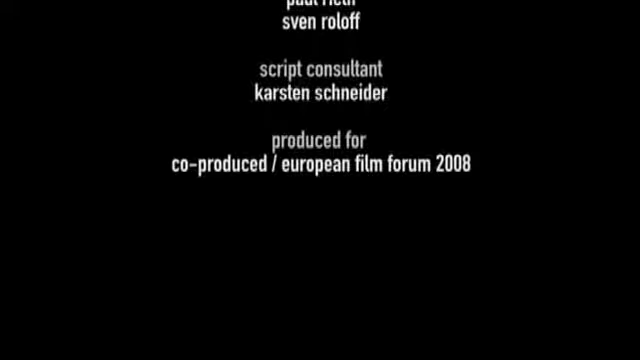 sven roloff
script consultant
karsten schneider
produced for
co-produced / european film forum 2008